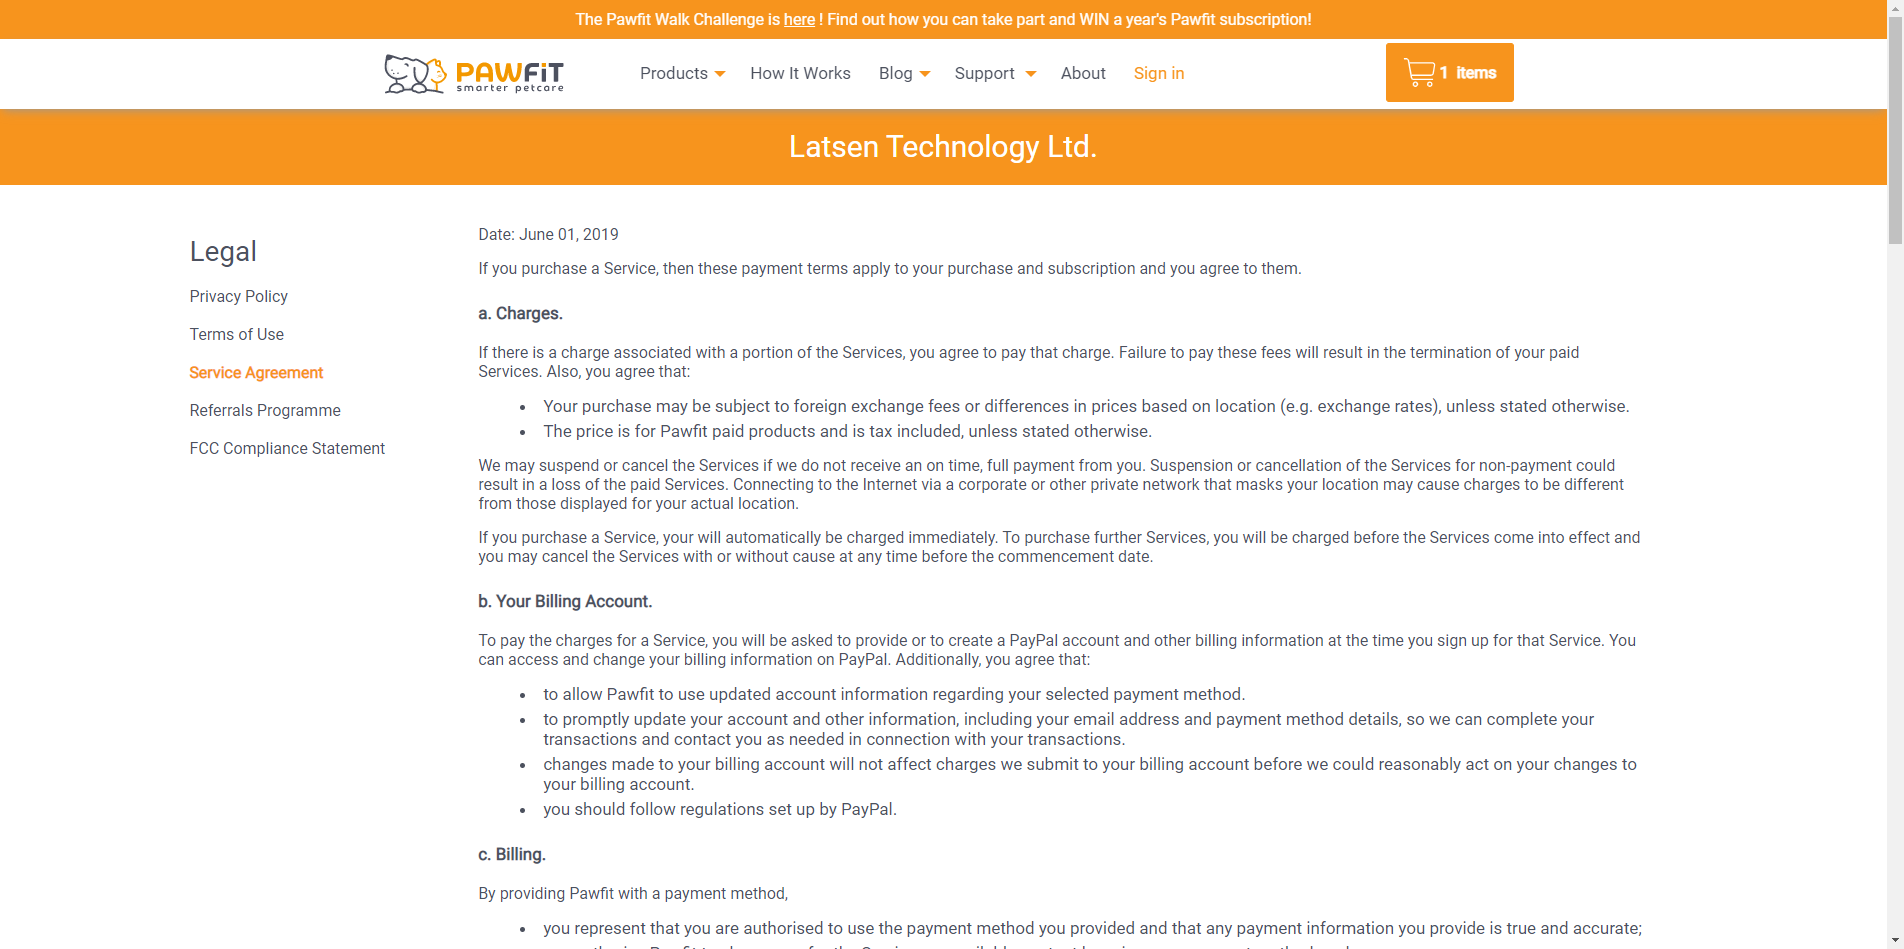 The Pawfit Walk Challenge is here ! Find out how you can take part and WIN a year's Pawfit subscription!
PAWFiT
smarter petcare
Products
How It Works
Blog
Support
About
Sign in
1 items
Latsen Technology Ltd.
Legal
Privacy Policy
Terms of Use
Service Agreement
Referrals Programme
FCC Compliance Statement
Date: June 01, 2019
If you purchase a Service, then these payment terms apply to your purchase and subscription and you agree to them.
a. Charges.
If there is a charge associated with a portion of the Services, you agree to pay that charge. Failure to pay these fees will result in the termination of your paid
Services. Also, you agree that:
• Your purchase may be subject to foreign exchange fees or differences in prices based on location (e.g. exchange rates), unless stated otherwise.
• The price is for Pawfit paid products and is tax included, unless stated otherwise.
We may suspend or cancel the Services if we do not receive an on time, full payment from you. Suspension or cancellation of the Services for non-payment could
result in a loss of the paid Services. Connecting to the Internet via a corporate or other private network that masks your location may cause charges to be different
from those displayed for your actual location.
If you purchase a Service, your will automatically be charged immediately. To purchase further Services, you will be charged before the Services come into effect and
you may cancel the Services with or without cause at any time before the commencement date.
b. Your Billing Account.
To pay the charges for a Service, you will be asked to provide or to create a PayPal account and other billing information at the time you sign up for that Service. You
can access and change your billing information on PayPal. Additionally, you agree that:
• to allow Pawfit to use updated account information regarding your selected payment method.
• to promptly update your account and other information, including your email address and payment method details, so we can complete your
transactions and contact you as needed in connection with your transactions.
• changes made to your billing account will not affect charges we submit to your billing account before we could reasonably act on your changes to
your billing account.
• you should follow regulations set up by PayPal.
c. Billing.
By providing Pawfit with a payment method,
• you represent that you are authorised to use the payment method you provided and that any payment information you provide is true and accurate;